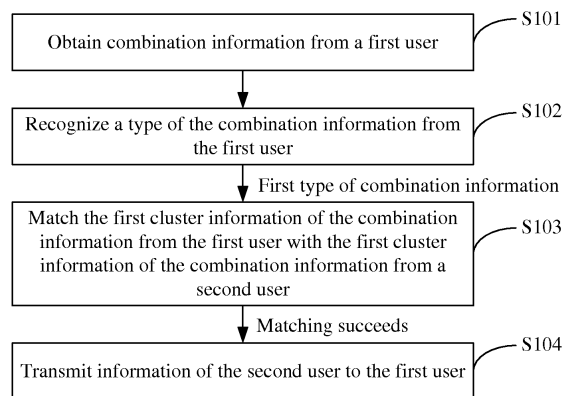 S101
Obtain combination information from a first user
S102
Recognize a type of the combination information from
the first user
First type of combination information
S103
Match the first cluster information of the combination
information from the first user with the first cluster
information of the combination information from a
second user
Matching succeeds
S104
Transmit information of the second user to the first user